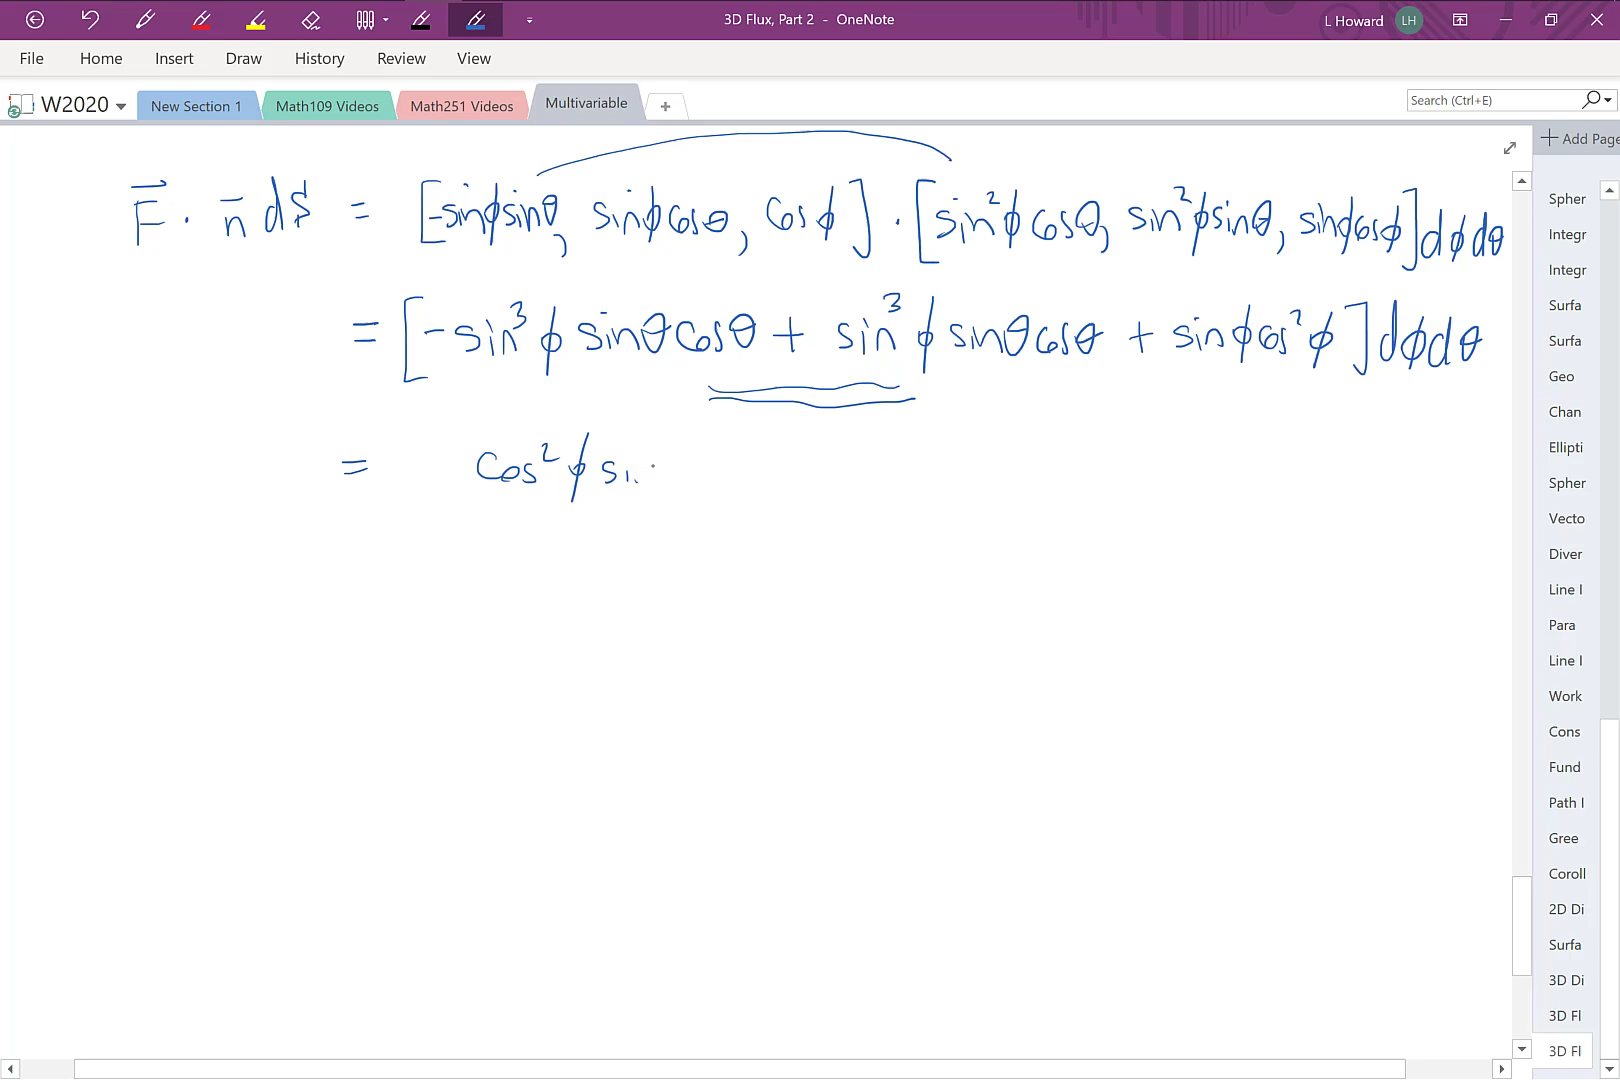 3D Flux, Part 2 - OneNote
L Howard LH
File Home Insert Draw History Review View
W2020 New Section 1 Math109 Videos Math251 Videos Multivariable
Search (Ctrl+E)
Add Page
F⃗ · n̄ dS = [-sinϕsinθ, sinϕcosθ, cosϕ] · [sin²ϕcosθ, sin²ϕsinθ, sinϕcosϕ]dϕdθ
= [-sin³ϕ sinθcosθ + sin³ϕ sinθcosθ + sinϕcos²ϕ]dϕdθ
= cos²ϕ si
Spher
Integr
Integr
Surfa
Surfa
Geo
Chan
Ellipti
Spher
Vecto
Diver
Line I
Para
Line I
Work
Cons
Fund
Path I
Gree
Coroll
2D Di
Surfa
3D Di
3D Fl
3D Fl